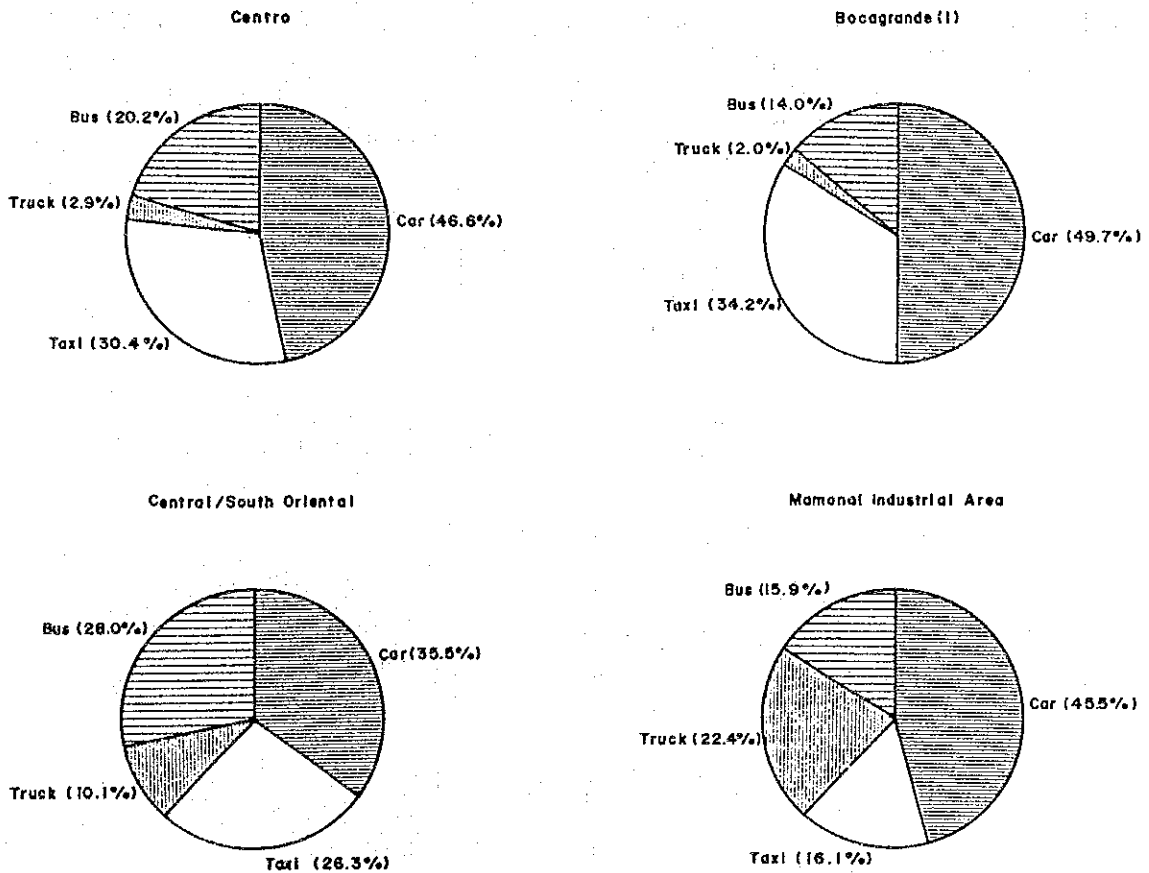 Centro
Bus (20.2%)
Truck (2.9%)
Car (46.6%)
Taxi (30.4%)
Bocagrande (1)
Bus (14.0%)
Truck (2.0%)
Car (49.7%)
Taxi (34.2%)
Central/South Oriental
Bus (28.0%)
Car (35.5%)
Truck (10.1%)
Taxi (26.3%)
Mamonal Industrial Area
Bus (15.9%)
Car (45.5%)
Truck (22.4%)
Taxi (16.1%)